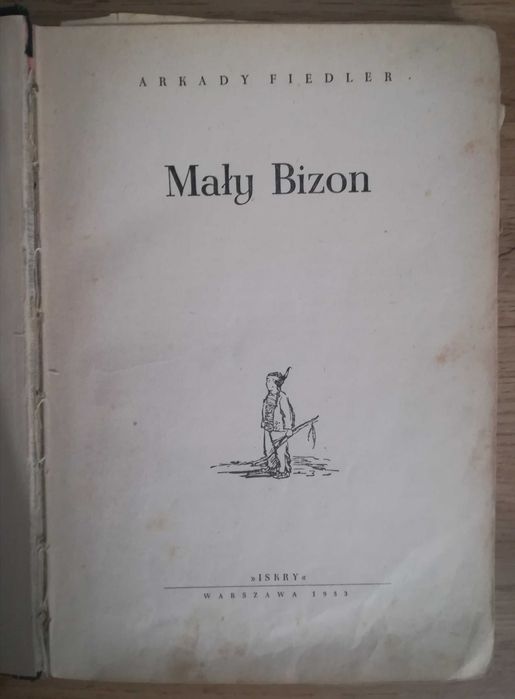 ARKADY FIEDLER
Mały Bizon
»ISKRY«
WARSZAWA 1953